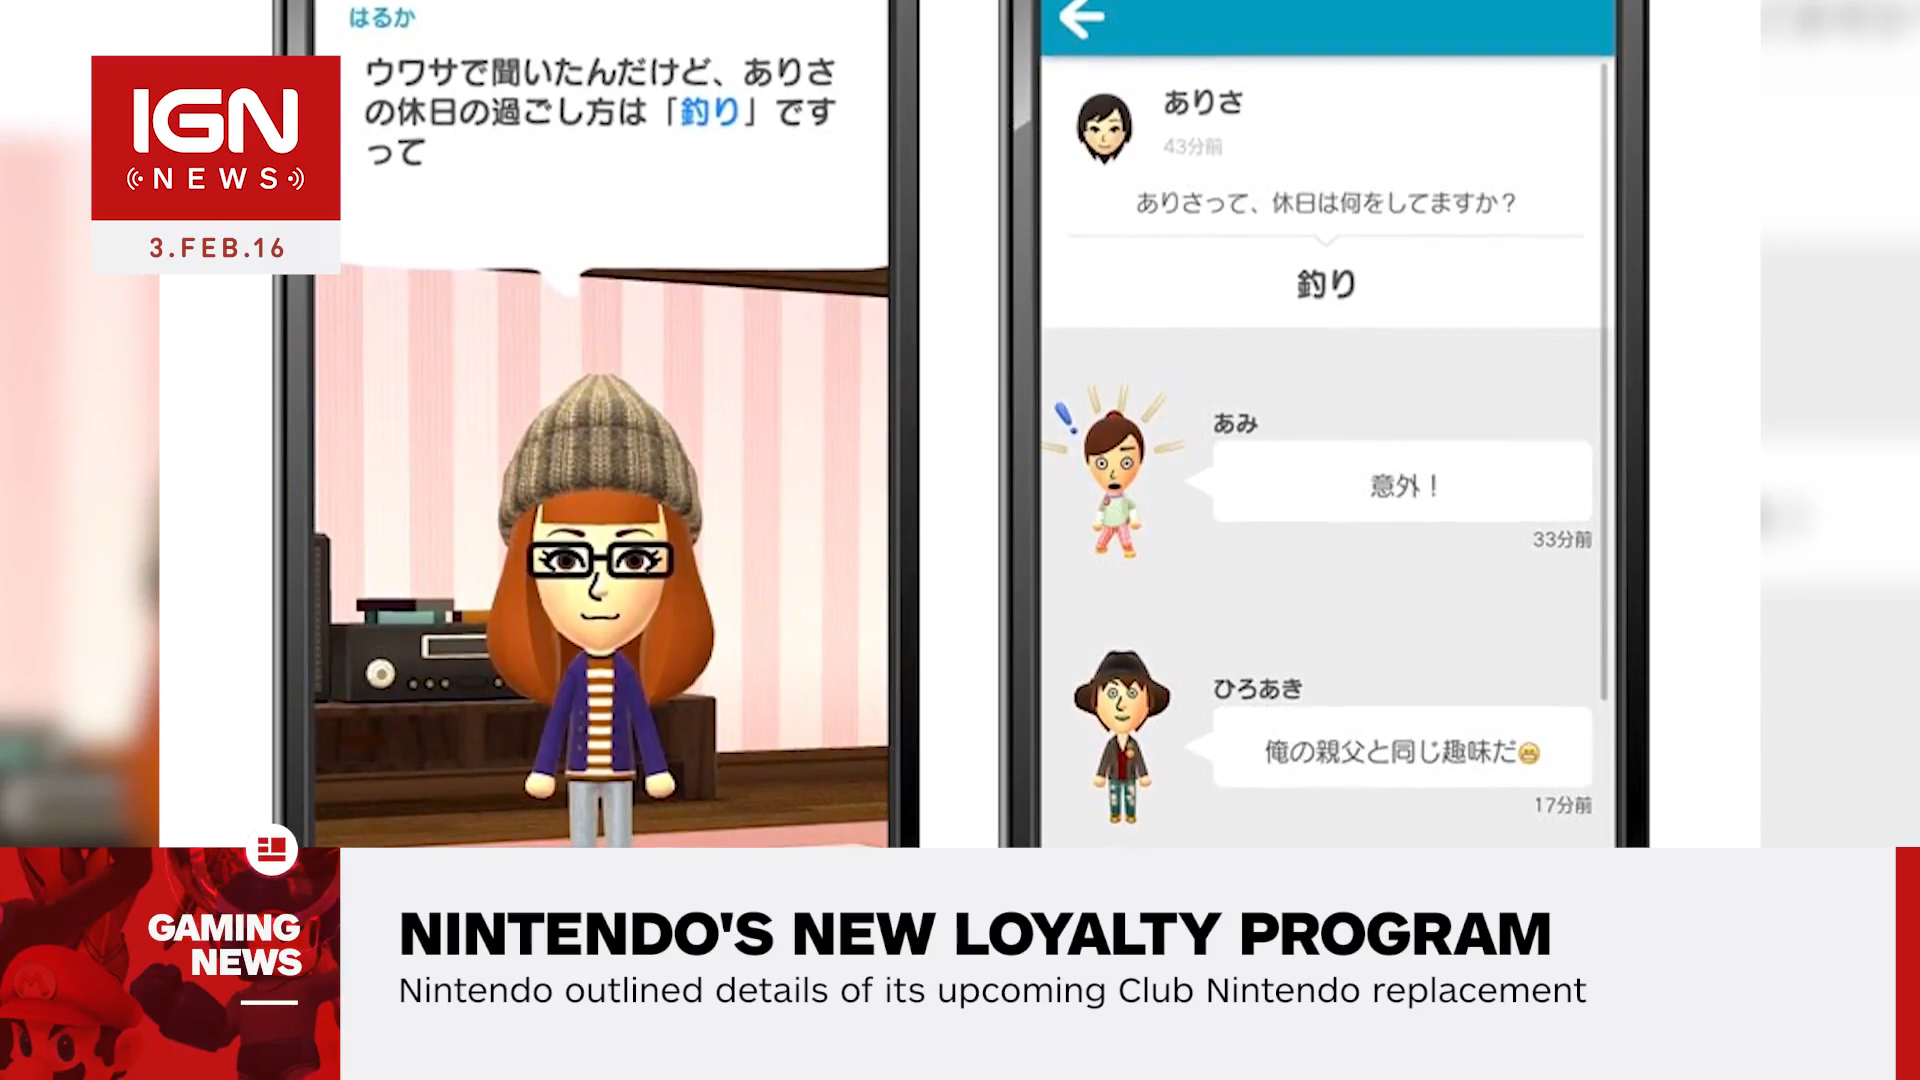 IGN
NEWS
3.FEB.16
はるか
ウワサで聞いたんだけど、ありさ
の休日の過ごし方は「釣り」です
って
ありさ
43分前
ありさって、休日は何をしてますか？
釣り
あみ
意外！
33分前
ひろあき
俺の親父と同じ趣味だ😁
17分前
GAMING
NEWS
NINTENDO'S NEW LOYALTY PROGRAM
Nintendo outlined details of its upcoming Club Nintendo replacement